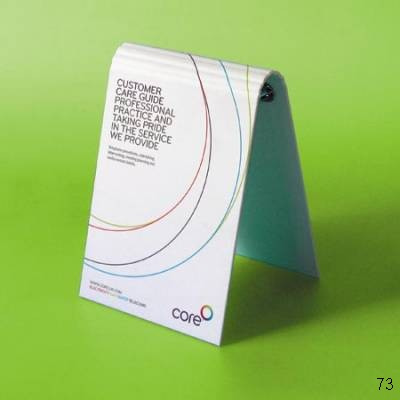 CUSTOMER
CARE GUIDE
PROFESSIONAL
PRACTICE AND
TAKING PRIDE
IN THE SERVICE
WE PROVIDE
core
73